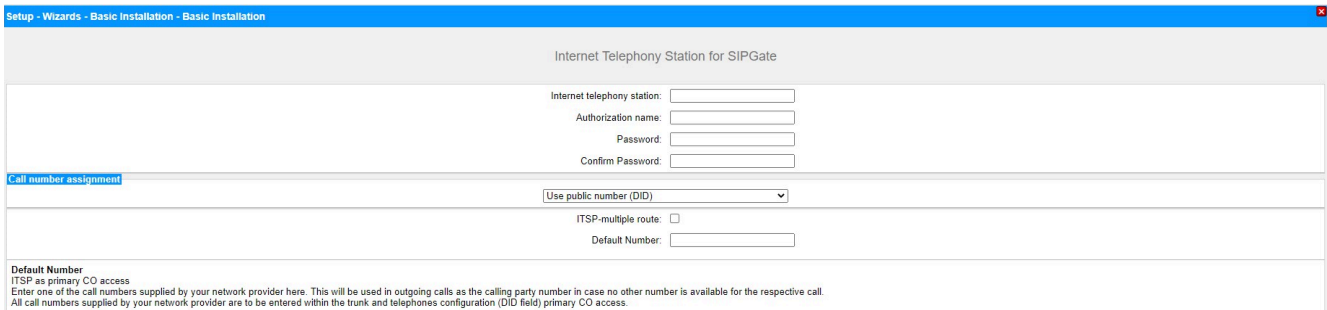 Setup - Wizards - Basic Installation - Basic Installation
Internet Telephony Station for SIPGate
Internet telephony station:
Authorization name:
Password:
Confirm Password:
Call number assignment
Use public number (DID)
ITSP-multiple route:
Default Number:
Default Number
ITSP as primary CO access
Enter one of the call numbers supplied by your network provider here. This will be used in outgoing calls as the calling party number in case no other number is available for the respective call.
All call numbers supplied by your network provider are to be entered within the trunk and telephones configuration (DID field) primary CO access.